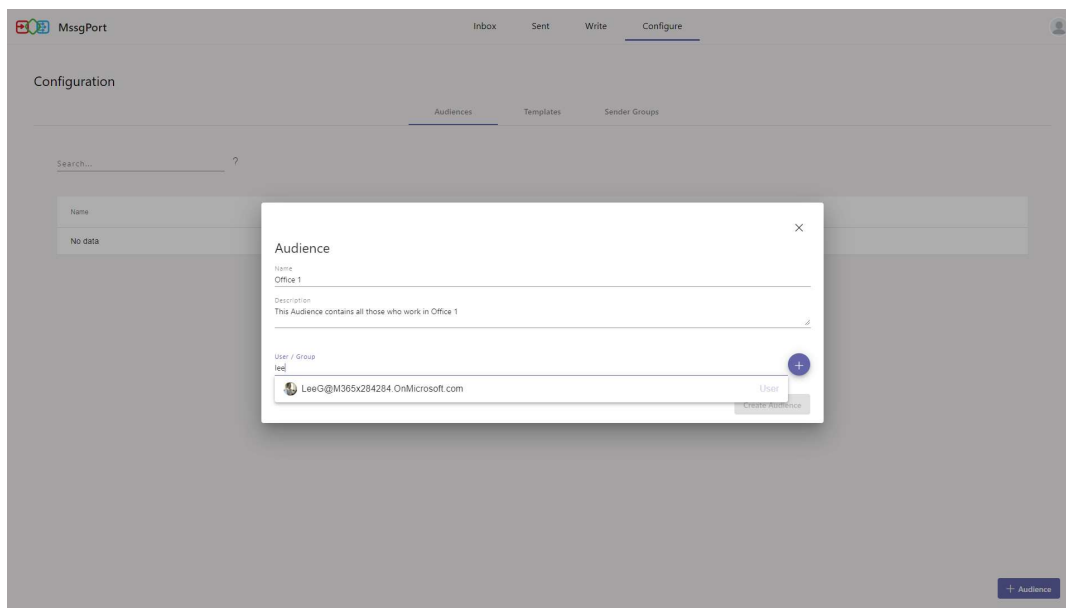 MssgPort
Inbox Sent Write Configure
Configuration
Audiences Templates Sender Groups
Search... ?
Name
No data
Audience
Name
Office 1
Description
This Audience contains all those who work in Office 1
User / Group
lee
LeeG@M365x284284.OnMicrosoft.com User
Create Audience
+ Audience